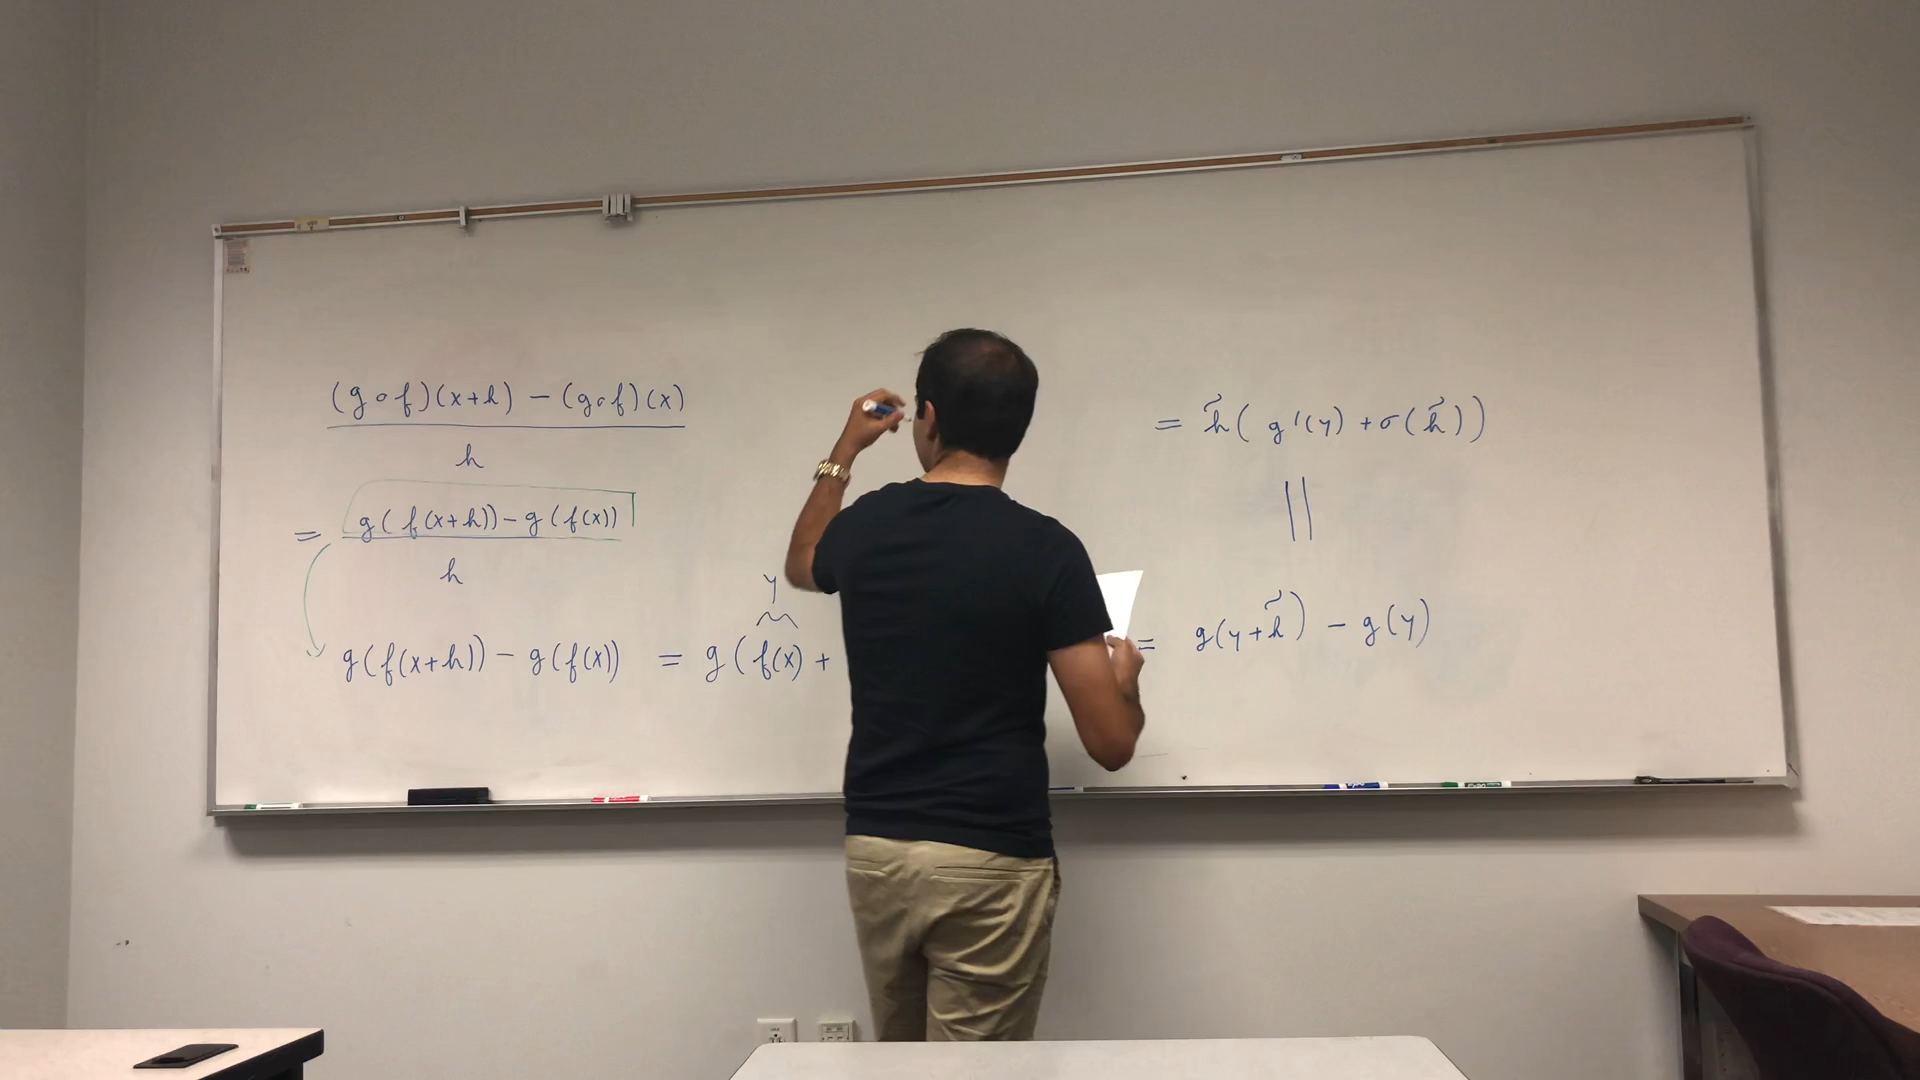 (g∘f)(x+h) − (g∘f)(x)
h
= g(f(x+h)) − g(f(x))
h
y
g(f(x+h)) − g(f(x)) = g(f(x) +
= h̃(g'(y) + σ(h̃))
||
= g(y+h̃) − g(y)